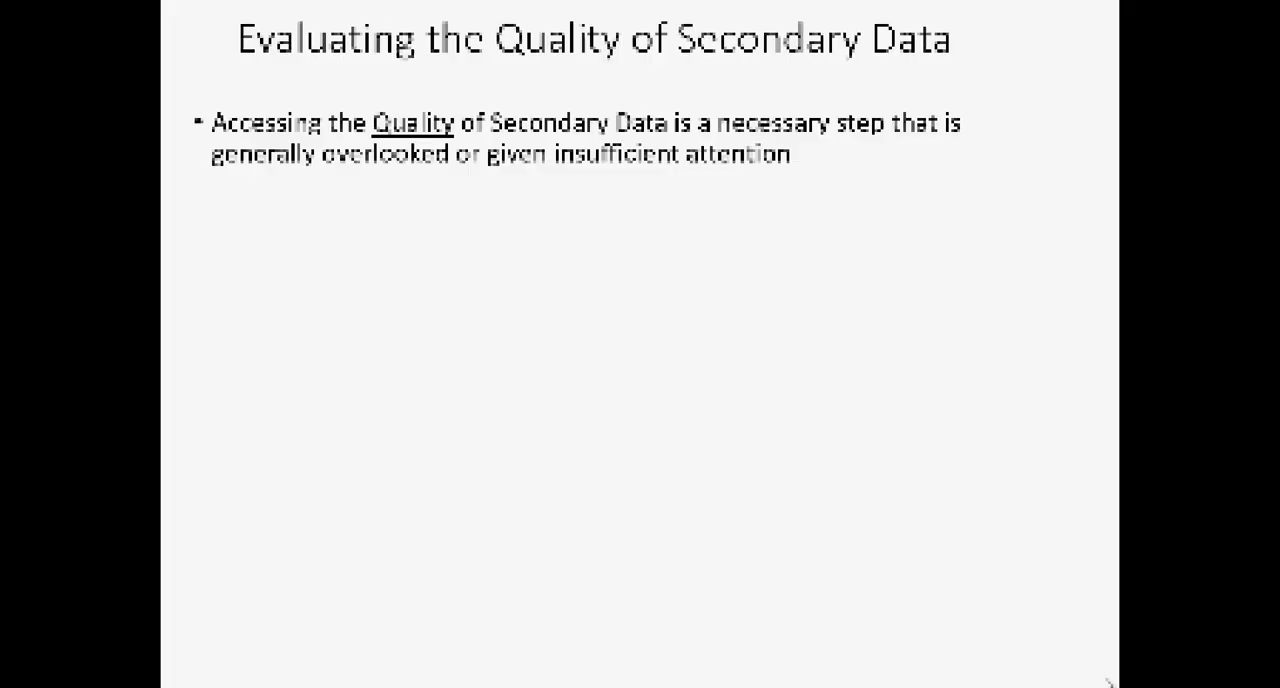 Evaluating the Quality of Secondary Data
• Accessing the Quality of Secondary Data is a necessary step that is
generally overlooked or given insufficient attention